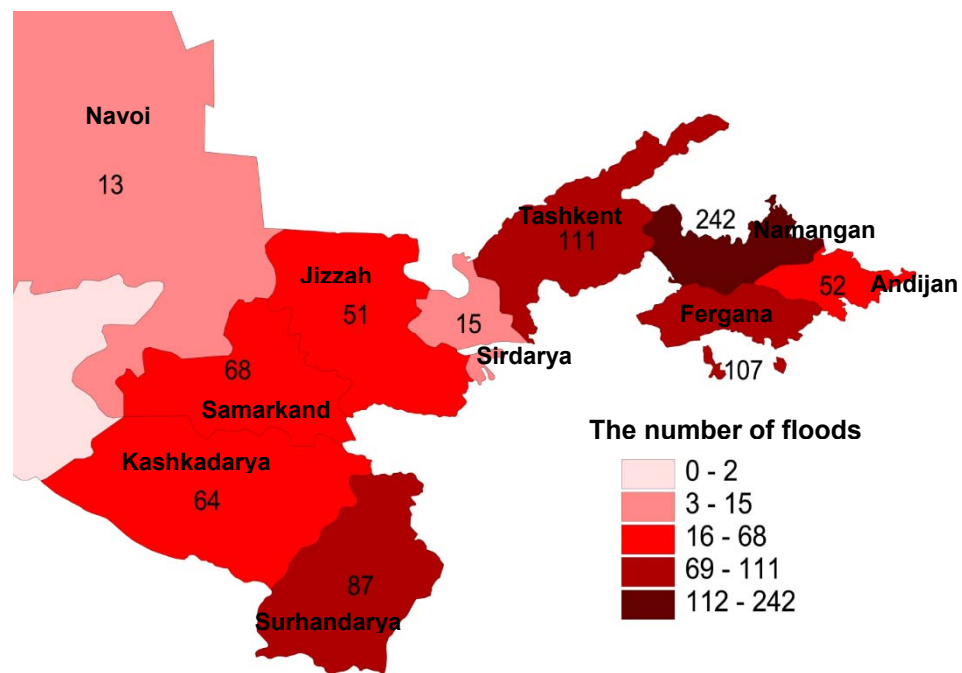 Navoi
13
Jizzah
51
Tashkent
111
242
Namangan
Andijan
52
Fergana
107
15
Sirdarya
68
Samarkand
Kashkadarya
64
87
Surhandarya
The number of floods
0 - 2
3 - 15
16 - 68
69 - 111
112 - 242